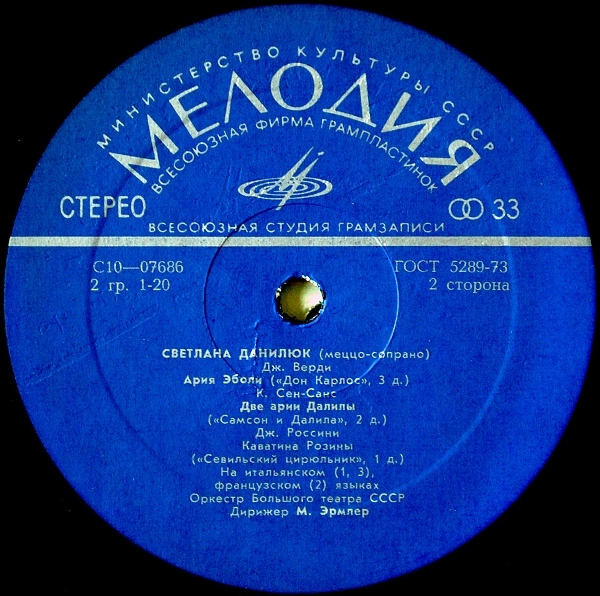 МИНИСТЕРСТВО КУЛЬТУРЫ СССР
МЕЛОДИЯ
ВСЕСОЮЗНАЯ ФИРМА ГРАМПЛАСТИНОК
СТЕРЕО
33
ВСЕСОЮЗНАЯ СТУДИЯ ГРАМЗАПИСИ
С10—07686
ГОСТ 5289-73
2 гр. 1-20
2 сторона
СВЕТЛАНА ДАНИЛЮК (меццо-сопрано)
Дж. Верди
Ария Эболи («Дон Карлос», 3 д.)
К. Сен-Санс
Две арии Далилы
(«Самсон и Далила», 2 д.)
Дж. Россини
Каватина Розины
(«Севильский цирюльник», 1 д.)
На итальянском (1, 3),
французском (2) языках
Оркестр Большого театра СССР
Дирижер М. Эрмлер